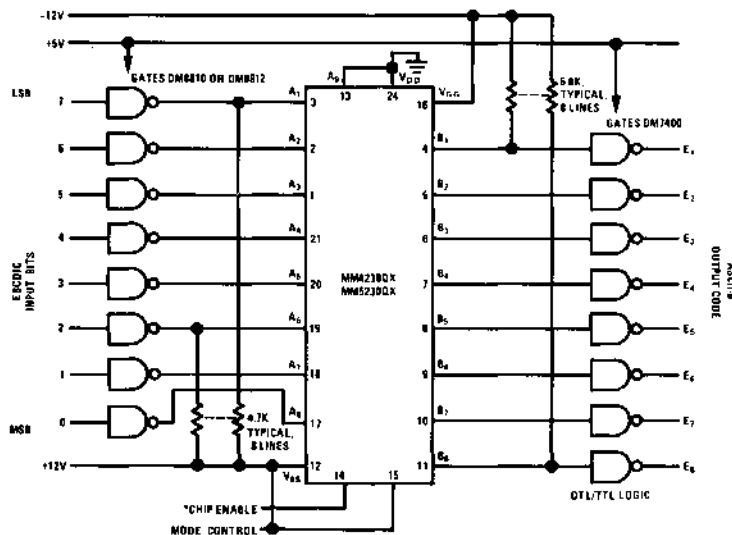 -12V
+5V
GATES DM8810 OR DM8812
A9
13
VDD
24
LSB
7
A1
3
VGG
16
6.8K,
TYPICAL,
8 LINES
GATES DM7400
6
A2
2
B1
4
E1
5
A3
1
B2
5
E2
4
A4
21
B3
6
E3
EBCDIC
INPUT BITS
3
A5
20
MM4230QX
MM5230QX
B4
7
E4
ASCII-8
OUTPUT CODE
2
A6
19
B5
8
E5
1
A7
18
B6
9
E6
MSB
0
A8
17
4.7K
TYPICAL,
8 LINES
B7
10
E7
+12V
VSS
12
14
15
B8
11
E8
*CHIP ENABLE
MODE CONTROL
DTL/TTL LOGIC